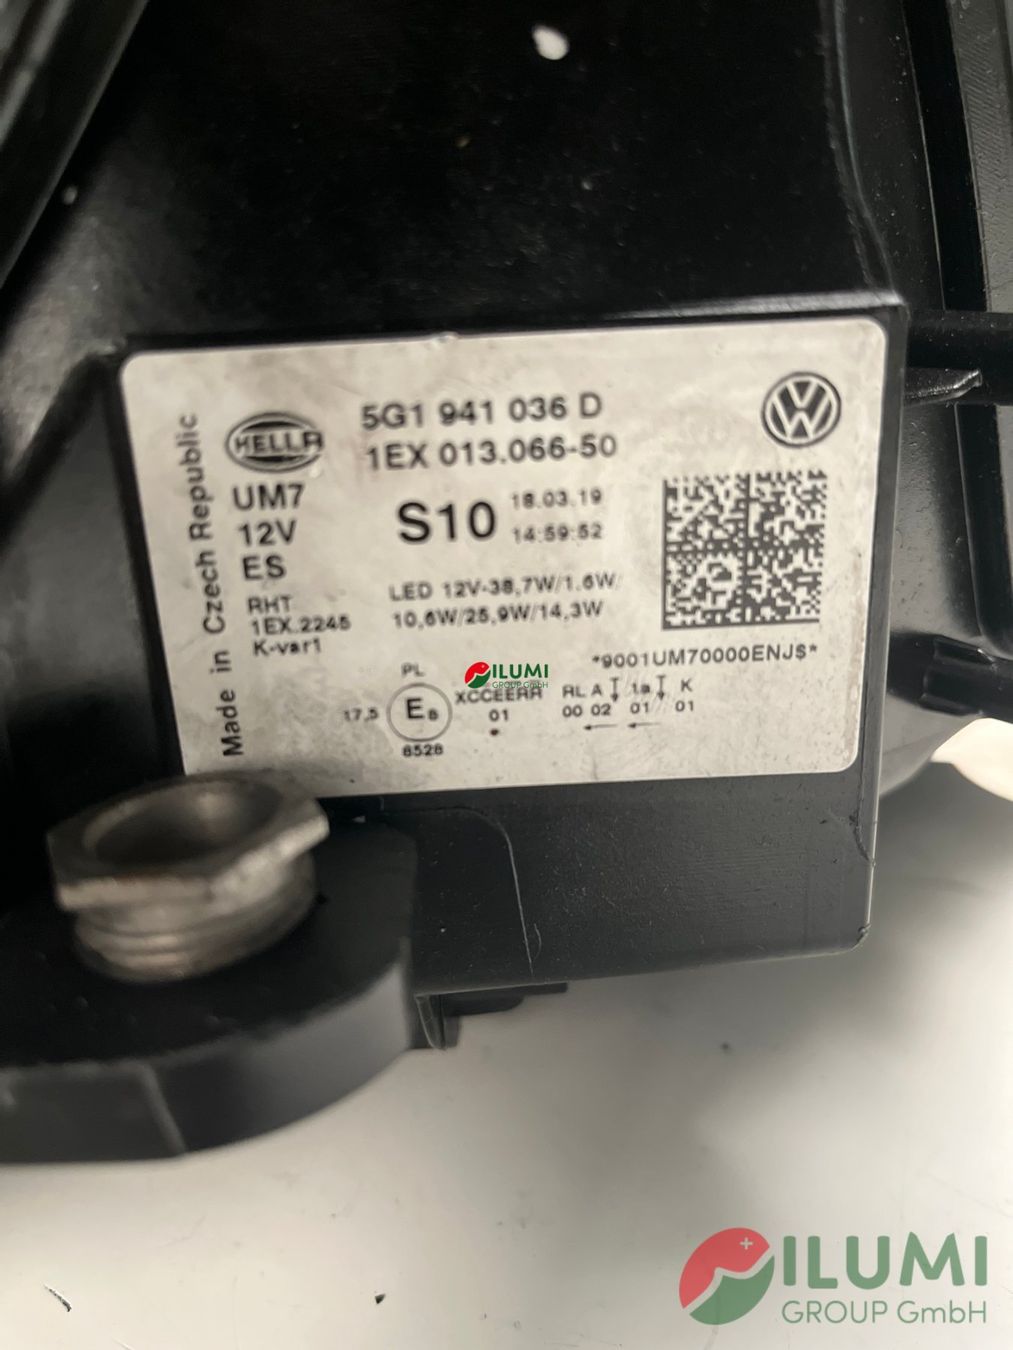 Made in Czech Republic
HELLA
5G1 941 036 D
1EX 013.066-50
UM7
12V
ES
S10
18.03.19
14:59:52
RHT
1EX.2245
K-var1
LED 12V-38,7W/1.6W/
10,6W/25,9W/14,3W
*9001UM70000ENJ$*
PL
17,5
E8
8528
XCCEERR
01
RL A 1a K
00 02 01 01
ILUMI
GROUP GmbH
ILUMI
GROUP GmbH